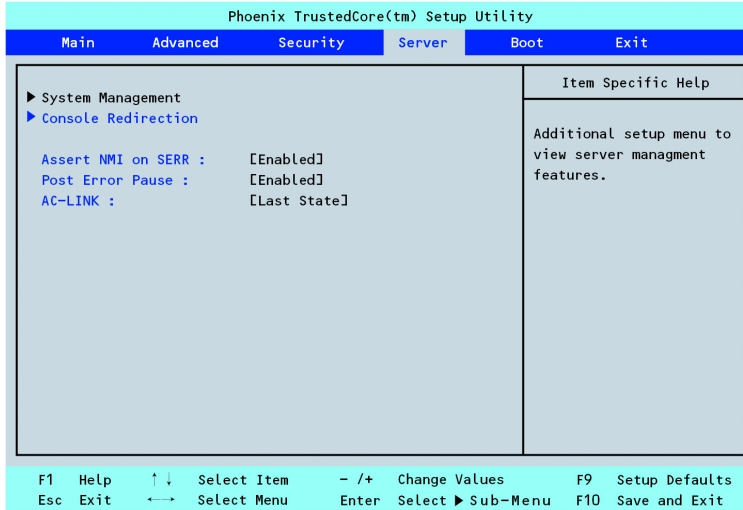 Phoenix TrustedCore(tm) Setup Utility
Main Advanced Security Server Boot Exit
Item Specific Help
▶ System Management
▶ Console Redirection
Additional setup menu to
view server managment
features.
Assert NMI on SERR : [Enabled]
Post Error Pause : [Enabled]
AC-LINK : [Last State]
F1 Help ↑↓ Select Item - /+ Change Values F9 Setup Defaults
Esc Exit ←→ Select Menu Enter Select ▶ Sub-Menu F10 Save and Exit